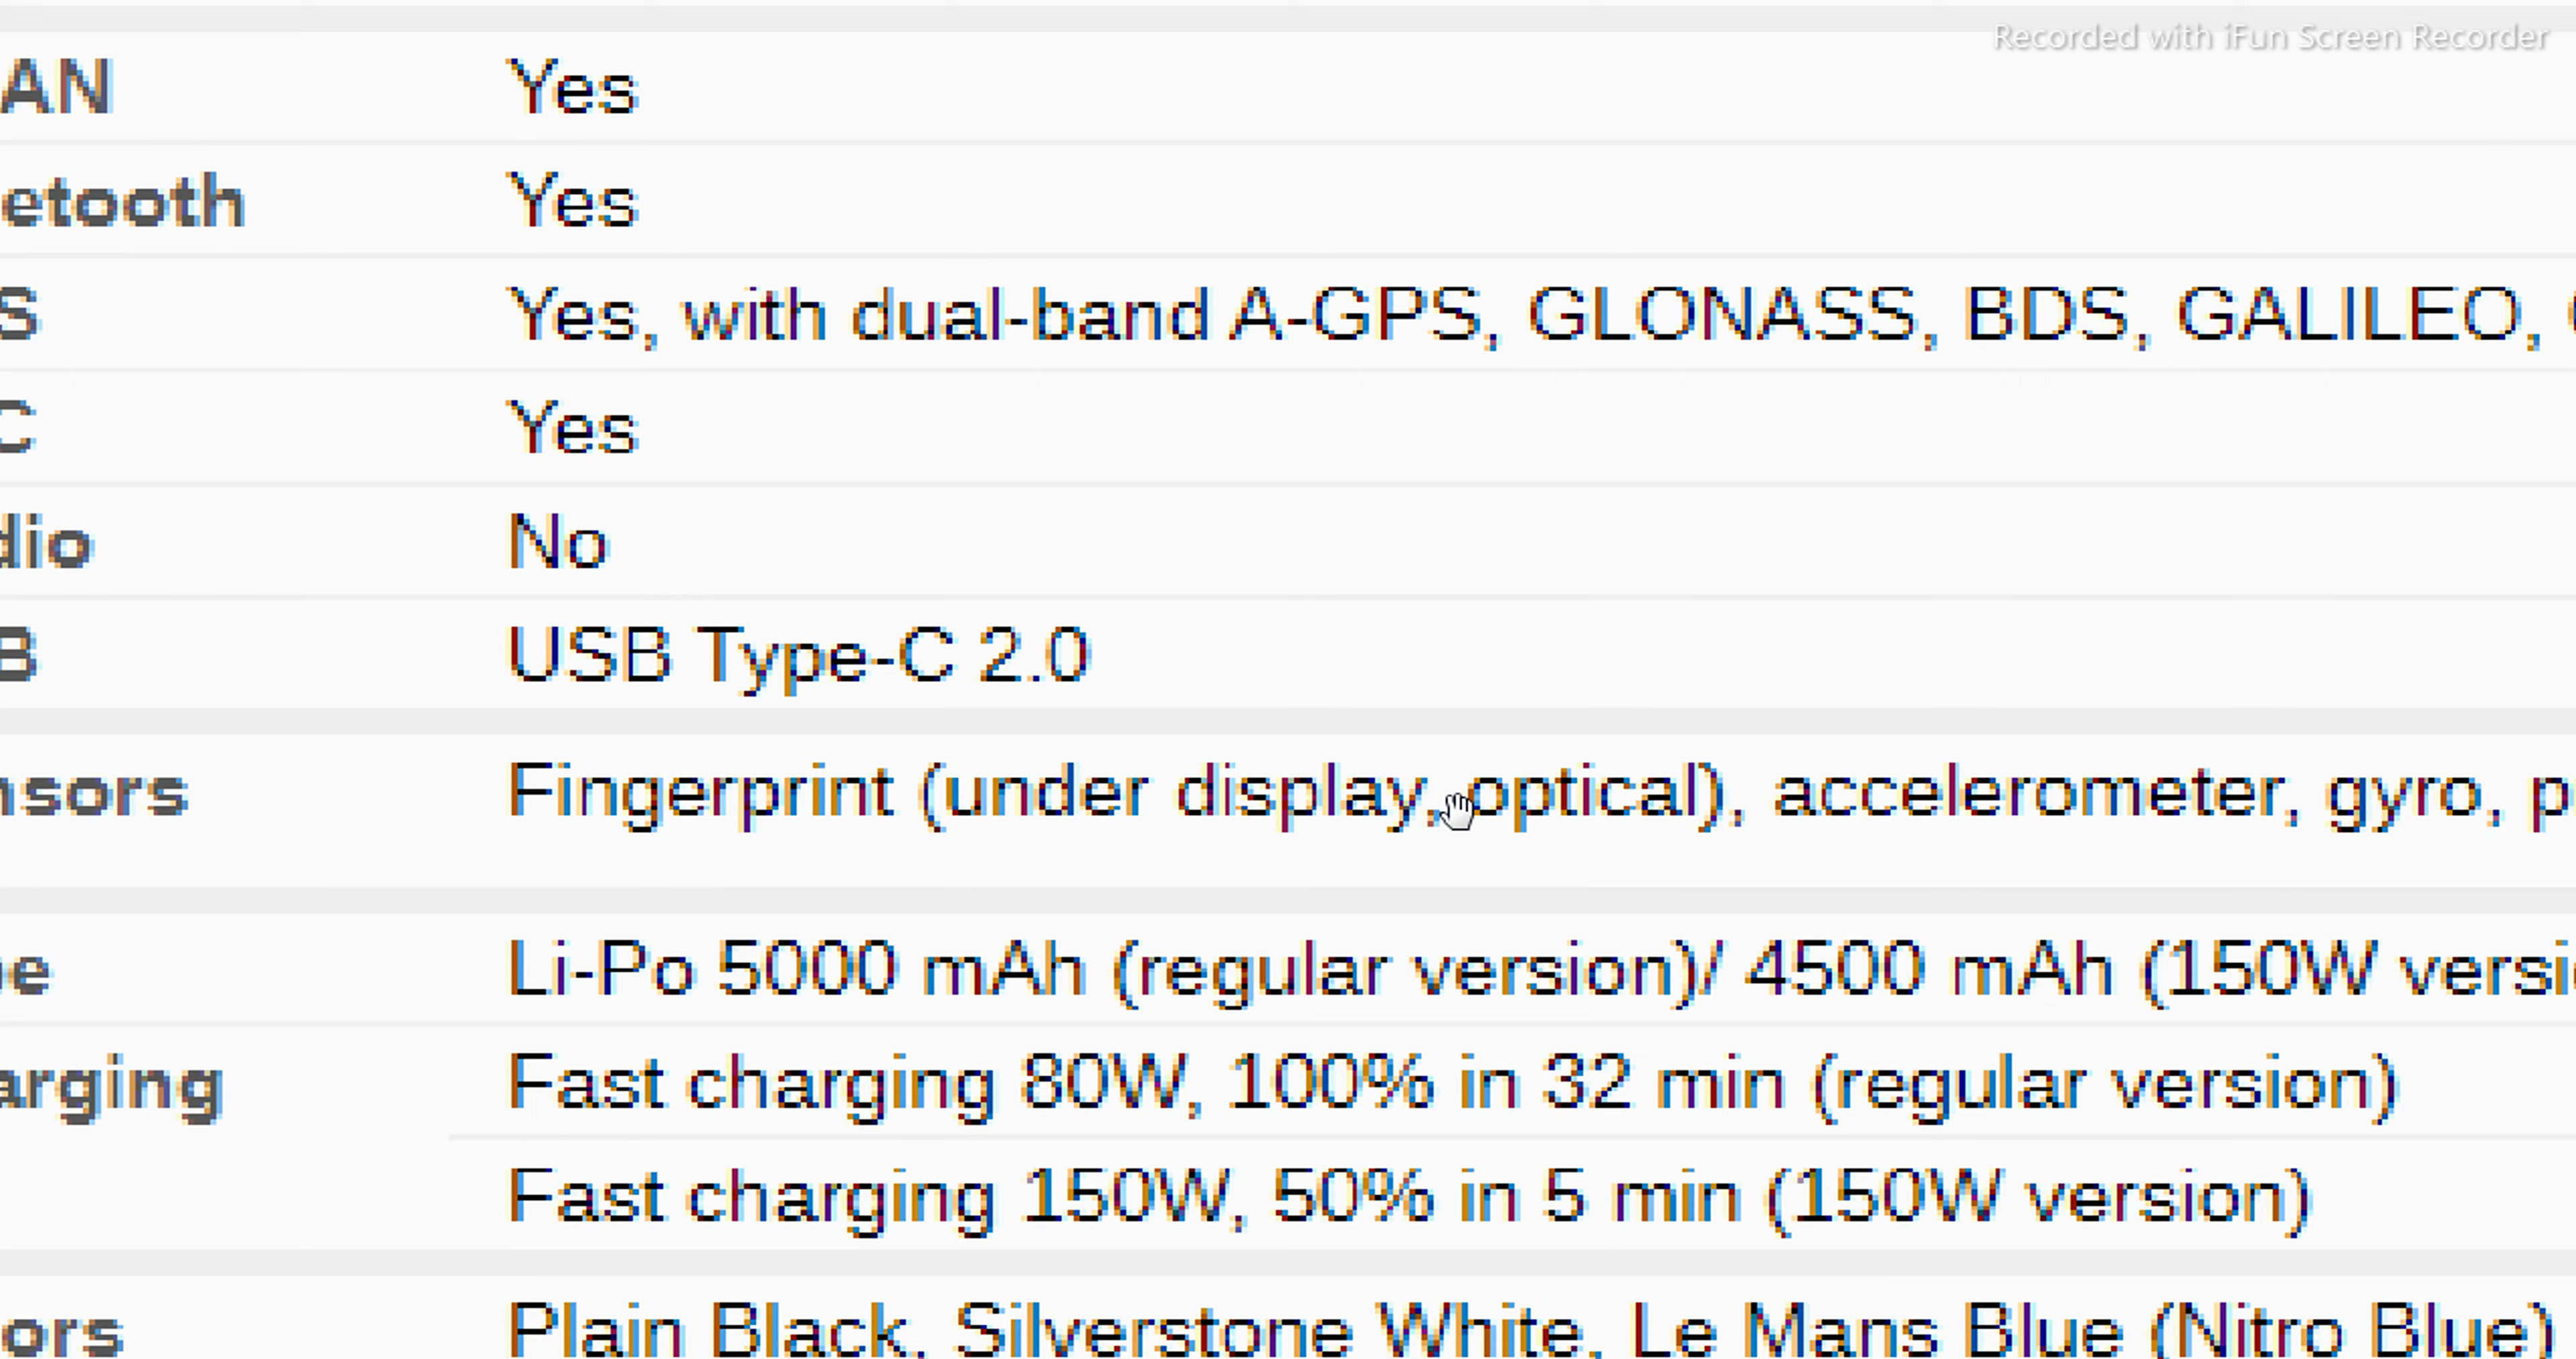 Recorded with iFun Screen Recorder
AN Yes
etooth Yes
S Yes, with dual-band A-GPS, GLONASS, BDS, GALILEO,
C Yes
dio No
B USB Type-C 2.0
nsors Fingerprint (under display, optical), accelerometer, gyro, p
e Li-Po 5000 mAh (regular version)/ 4500 mAh (150W versi
arging Fast charging 80W, 100% in 32 min (regular version)
Fast charging 150W, 50% in 5 min (150W version)
ors Plain Black, Silverstone White, Le Mans Blue (Nitro Blue)